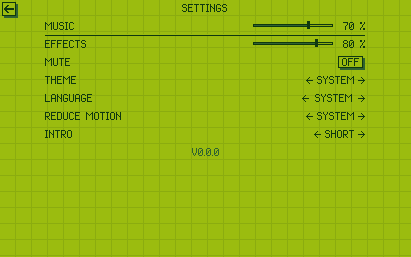 SETTINGS
MUSIC 70 %
EFFECTS 80 %
MUTE OFF
THEME ← SYSTEM →
LANGUAGE ← SYSTEM →
REDUCE MOTION ← SYSTEM →
INTRO ← SHORT →
V0.0.0